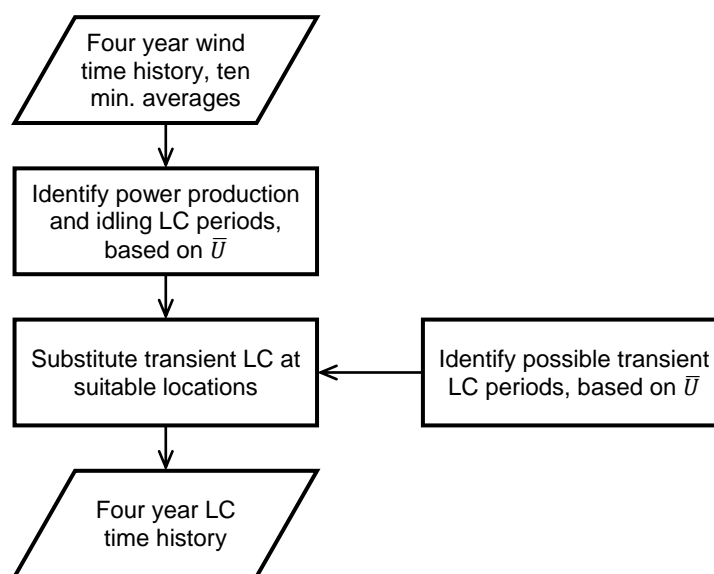 Four year wind
time history, ten
min. averages
Identify power production
and idling LC periods,
based on U̅
Substitute transient LC at
suitable locations
Identify possible transient
LC periods, based on U̅
Four year LC
time history